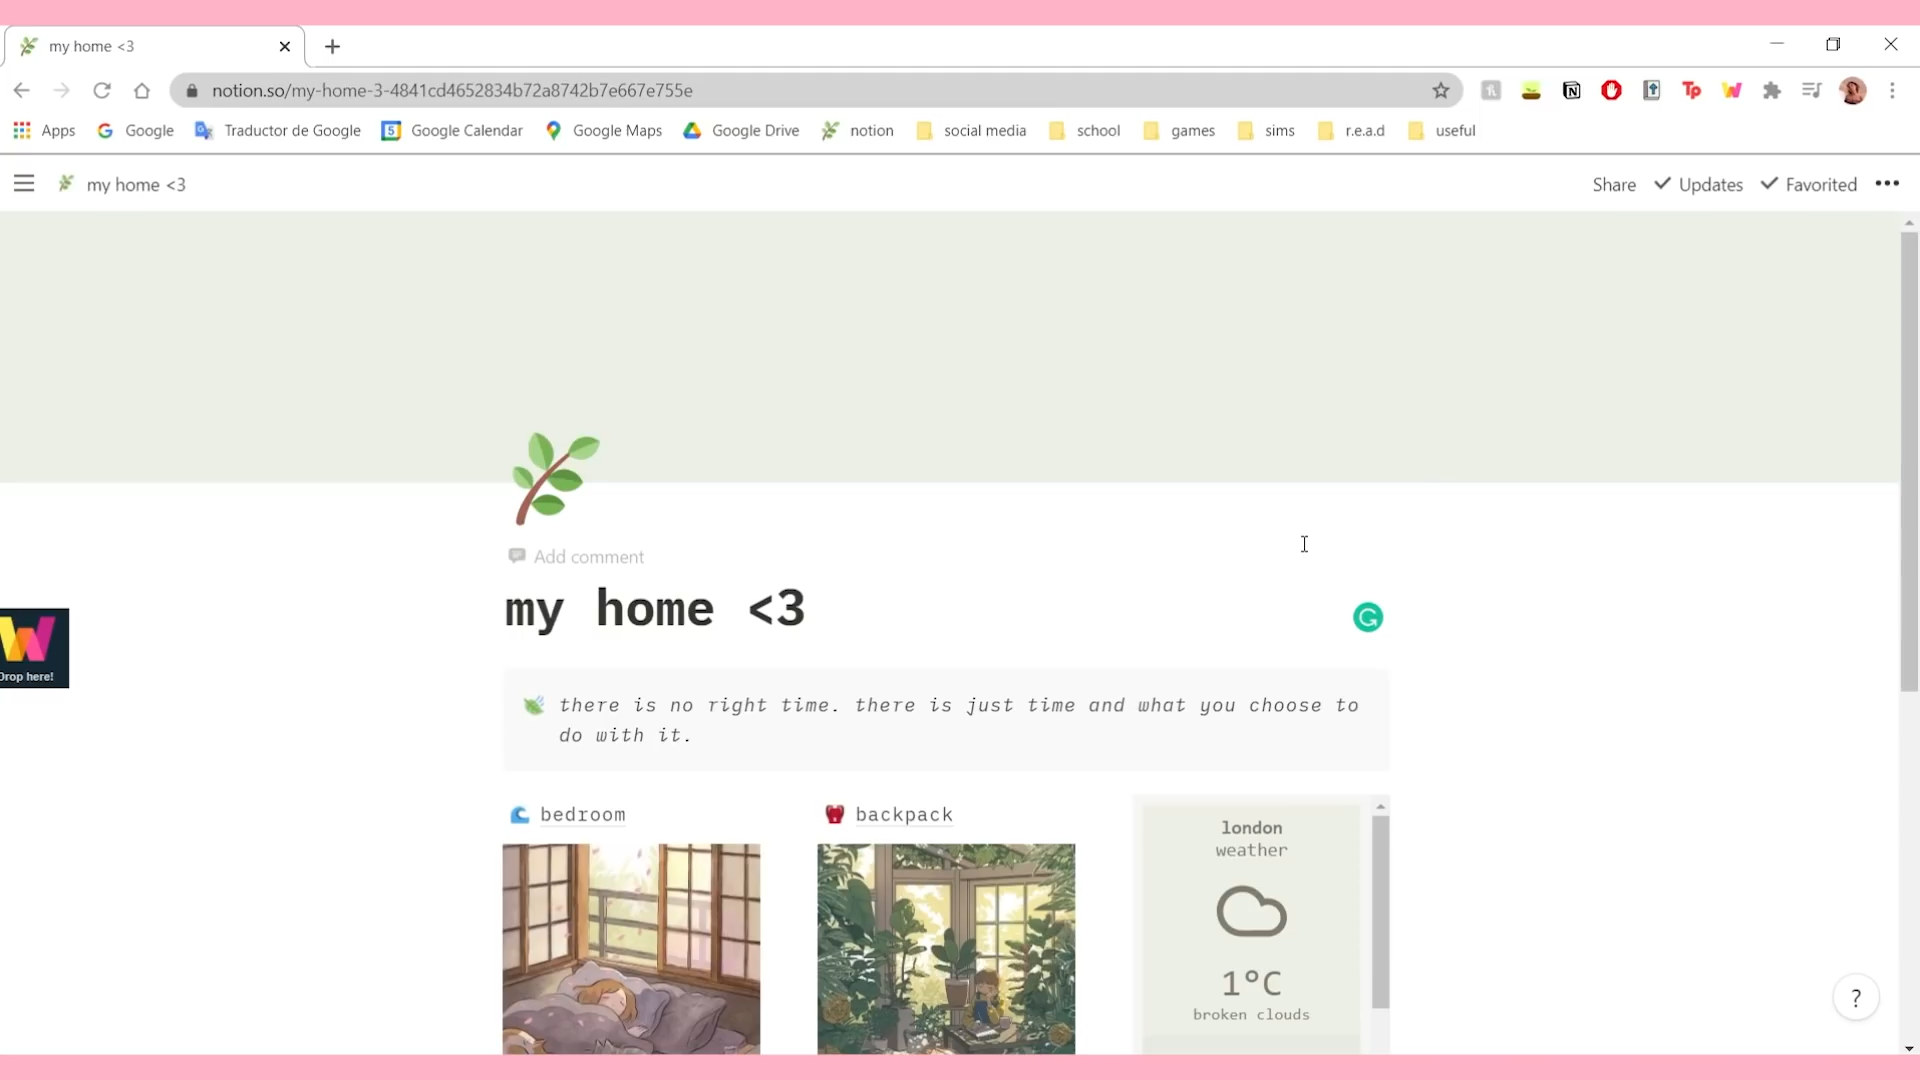 my home <3
notion.so/my-home-3-4841cd4652834b72a8742b7e667e755e
Apps Google Traductor de Google Google Calendar Google Maps Google Drive notion social media school games sims r.e.a.d useful
my home <3 Share Updates Favorited
Add comment
my home <3
Drop here!
there is no right time. there is just time and what you choose to
do with it.
bedroom backpack
london
weather
1°C
broken clouds
?